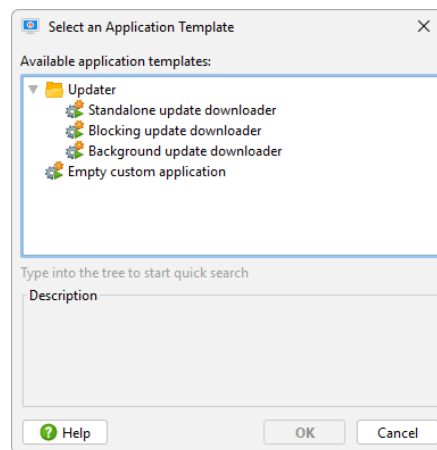 Select an Application Template
Available application templates:
Updater
Standalone update downloader
Blocking update downloader
Background update downloader
Empty custom application
Type into the tree to start quick search
Description
Help
OK
Cancel